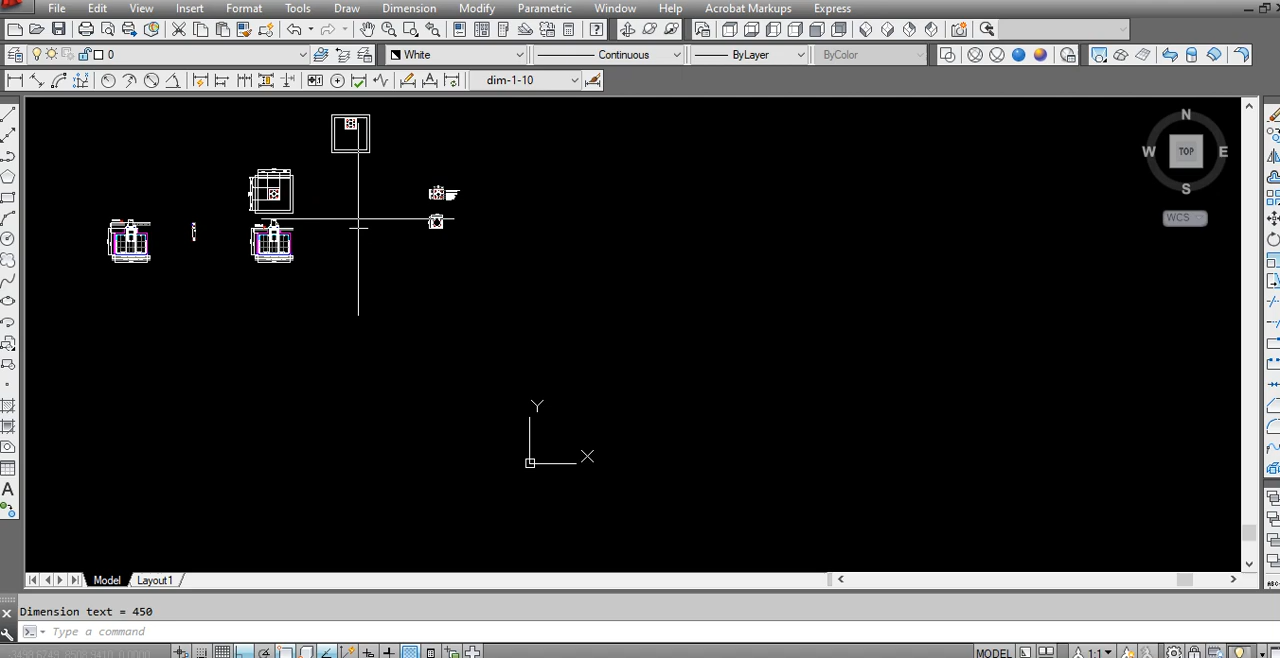 File Edit View Insert Format Tools Draw Dimension Modify Parametric Window Help Acrobat Markups Express
0 White Continuous ByLayer ByColor
dim-1-10
N
W TOP E
S
WCS
Y
X
A
Model Layout1
Dimension text = 450
Type a command
MODEL 1:1